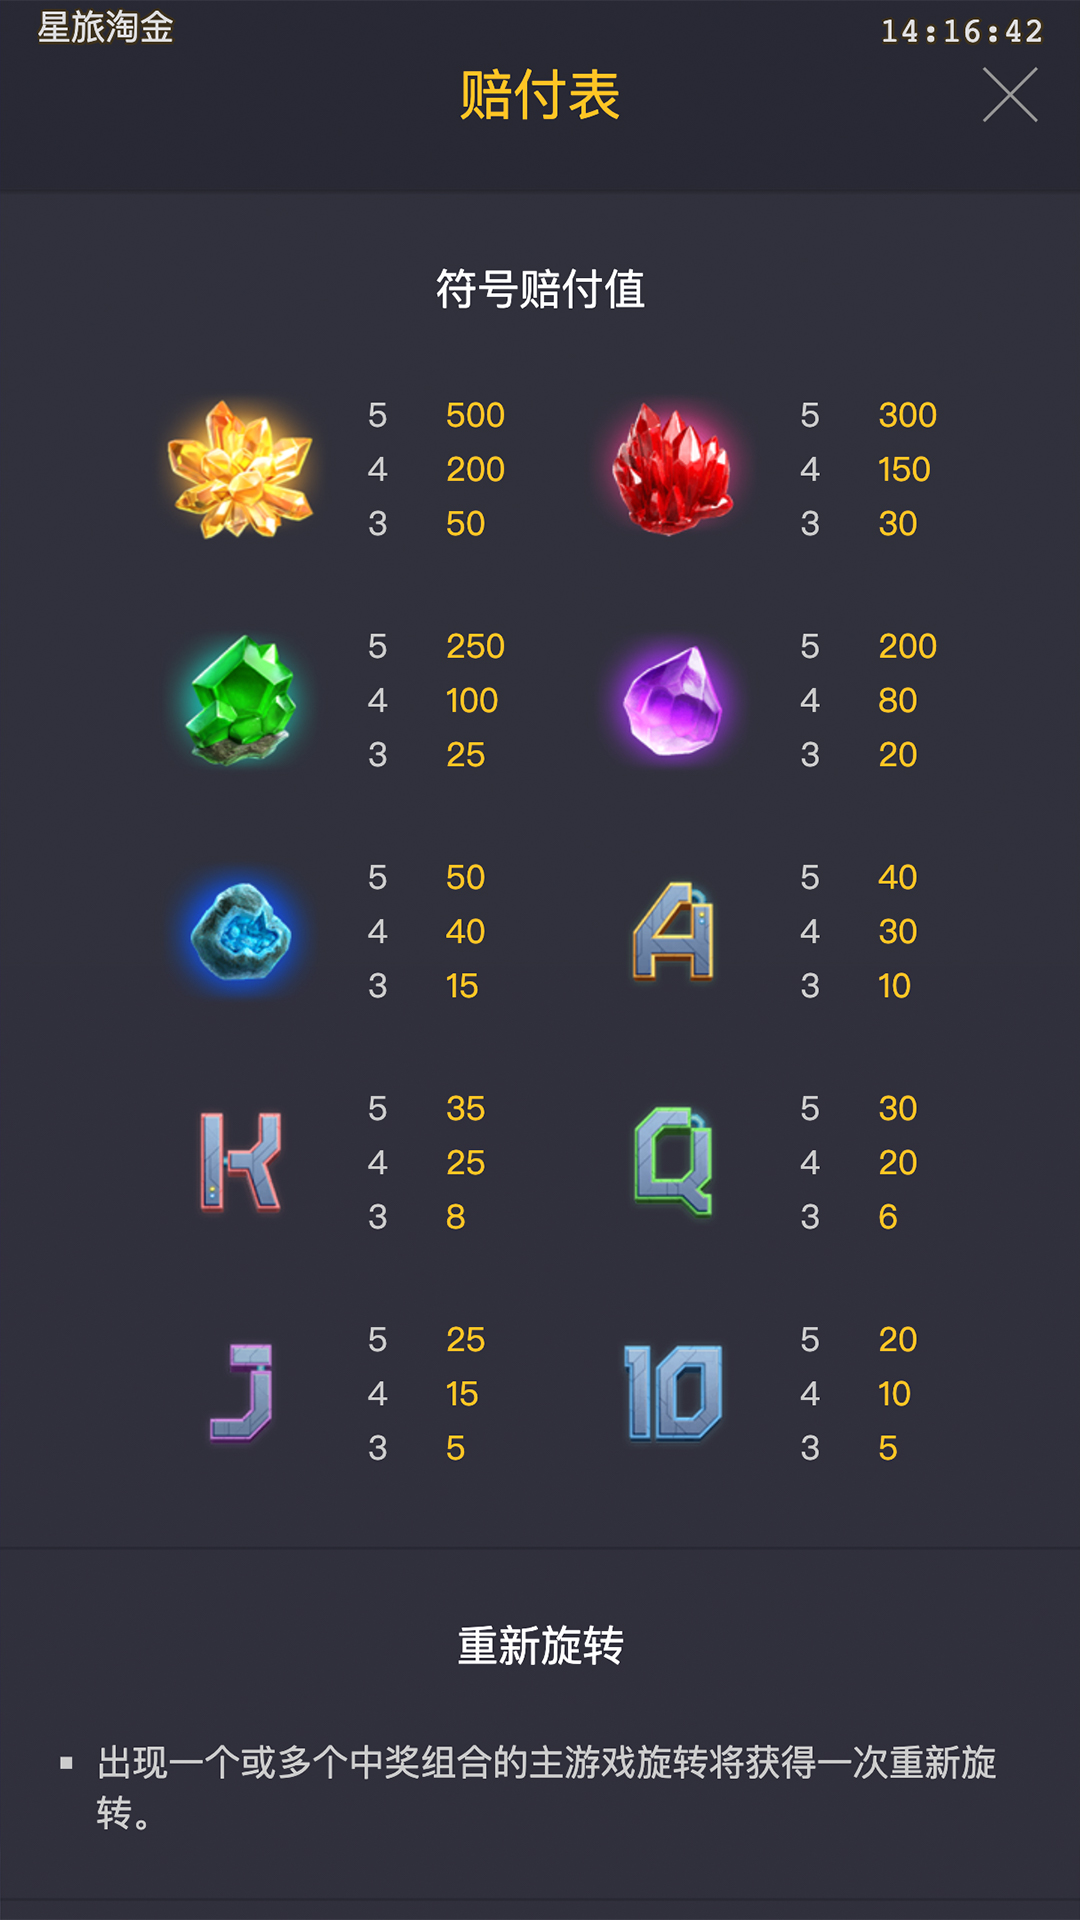 星旅淘金 14:16:42
赔付表
符号赔付值
5 500 5 300
4 200 4 150
3 50 3 30
5 250 5 200
4 100 4 80
3 25 3 20
5 50 5 40
4 40 A 4 30
3 15 3 10
5 35 5 30
K 4 25 Q 4 20
3 8 3 6
5 25 5 20
J 4 15 10 4 10
3 5 3 5
重新旋转
▪ 出现一个或多个中奖组合的主游戏旋转将获得一次重新旋
转。